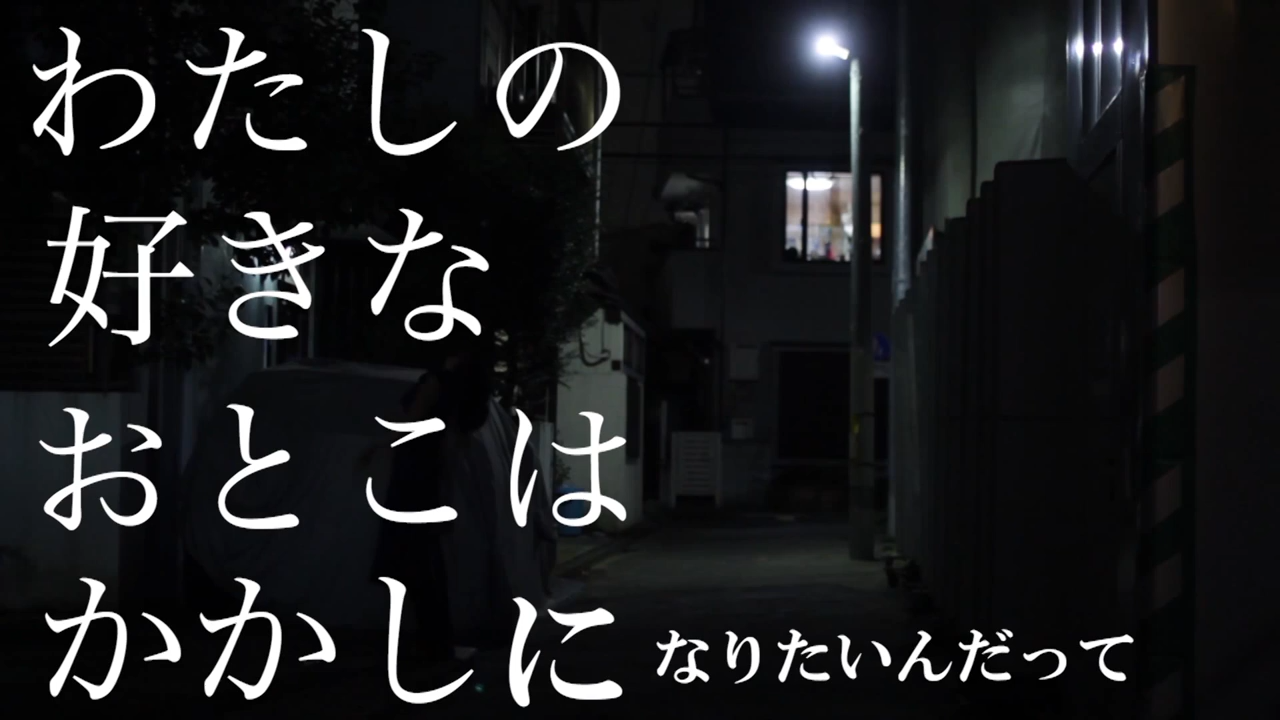 わたしの
好きな
おとこは
かかしに なりたいんだって